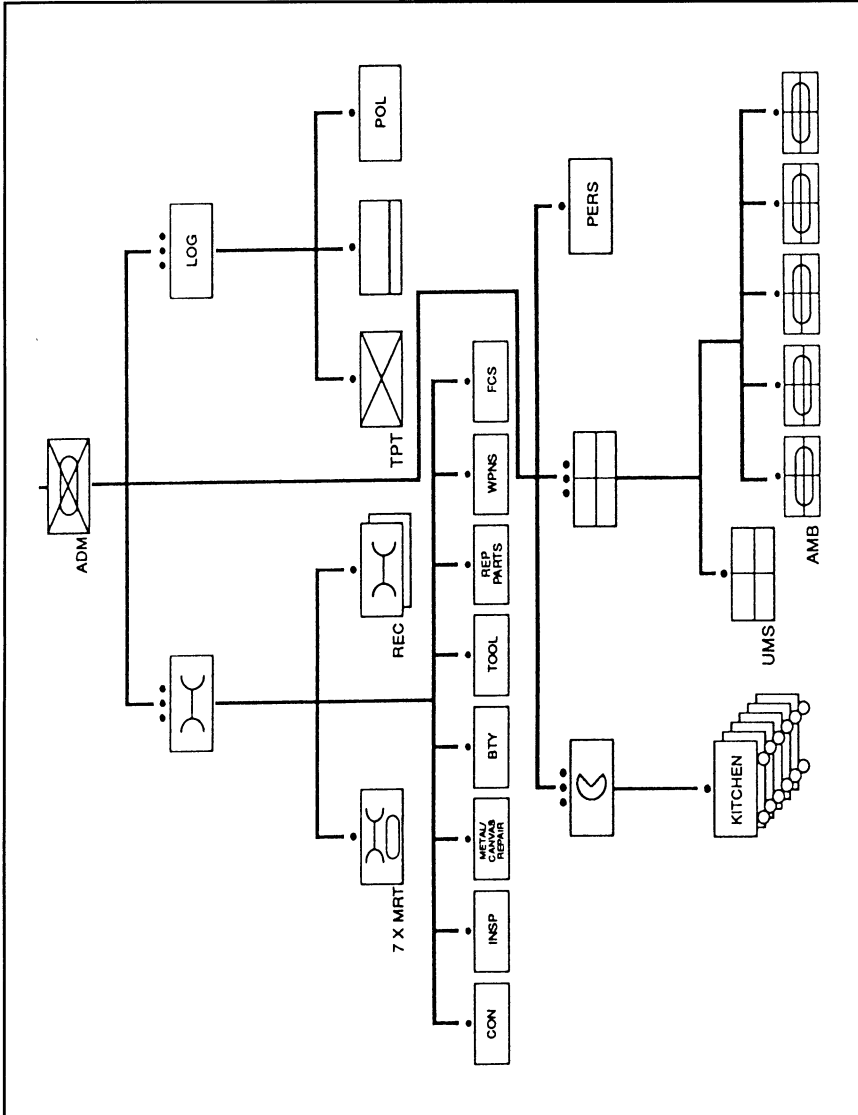 ADM
LOG
TPT
POL
7 X MRT
REC
CON
INSP
METAL/
CANVAS
REPAIR
BTY
TOOL
REP
PARTS
WPNS
FCS
PERS
KITCHEN
UMS
AMB